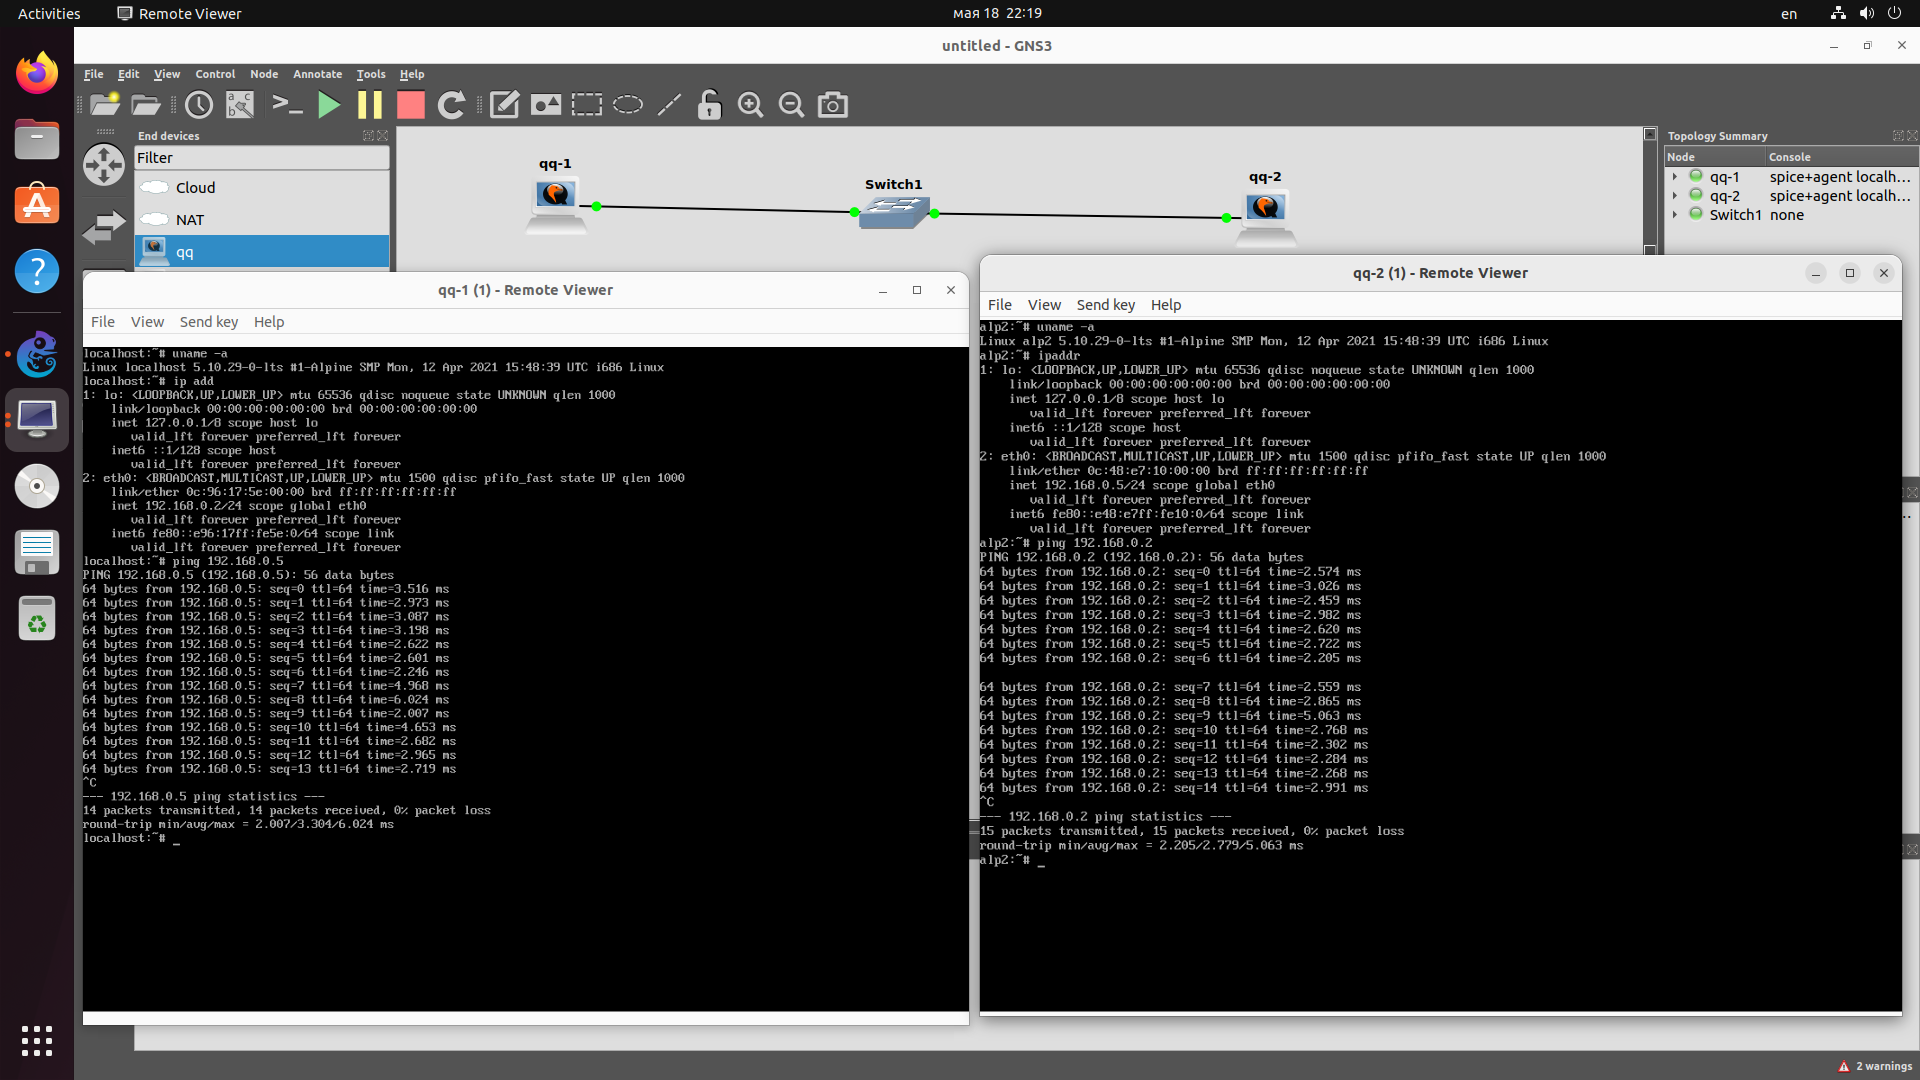 Activities
Remote Viewer
мая 18 22:19
en
untitled - GNS3
File Edit View Control Node Annotate Tools Help
End devices
Filter
Cloud
NAT
qq
qq-1
Switch1
qq-2
Topology Summary
Node Console
qq-1 spice+agent localh...
qq-2 spice+agent localh...
Switch1 none
qq-1 (1) - Remote Viewer
File View Send key Help
localhost:~# uname -a
Linux localhost 5.10.29-0-lts #1-Alpine SMP Mon, 12 Apr 2021 15:48:39 UTC i686 Linux
localhost:~# ip add
1: lo: <LOOPBACK,UP,LOWER_UP> mtu 65536 qdisc noqueue state UNKNOWN qlen 1000
link/loopback 00:00:00:00:00:00 brd 00:00:00:00:00:00
inet 127.0.0.1/8 scope host lo
valid_lft forever preferred_lft forever
inet6 ::1/128 scope host
valid_lft forever preferred_lft forever
2: eth0: <BROADCAST,MULTICAST,UP,LOWER_UP> mtu 1500 qdisc pfifo_fast state UP qlen 1000
link/ether 0c:96:17:5e:00:00 brd ff:ff:ff:ff:ff:ff
inet 192.168.0.2/24 scope global eth0
valid_lft forever preferred_lft forever
inet6 fe80::e96:17ff:fe5e:0/64 scope link
valid_lft forever preferred_lft forever
localhost:~# ping 192.168.0.5
PING 192.168.0.5 (192.168.0.5): 56 data bytes
64 bytes from 192.168.0.5: seq=0 ttl=64 time=3.516 ms
64 bytes from 192.168.0.5: seq=1 ttl=64 time=2.973 ms
64 bytes from 192.168.0.5: seq=2 ttl=64 time=3.087 ms
64 bytes from 192.168.0.5: seq=3 ttl=64 time=3.198 ms
64 bytes from 192.168.0.5: seq=4 ttl=64 time=2.622 ms
64 bytes from 192.168.0.5: seq=5 ttl=64 time=2.601 ms
64 bytes from 192.168.0.5: seq=6 ttl=64 time=2.246 ms
64 bytes from 192.168.0.5: seq=7 ttl=64 time=4.968 ms
64 bytes from 192.168.0.5: seq=8 ttl=64 time=6.024 ms
64 bytes from 192.168.0.5: seq=9 ttl=64 time=2.007 ms
64 bytes from 192.168.0.5: seq=10 ttl=64 time=4.653 ms
64 bytes from 192.168.0.5: seq=11 ttl=64 time=2.682 ms
64 bytes from 192.168.0.5: seq=12 ttl=64 time=2.965 ms
64 bytes from 192.168.0.5: seq=13 ttl=64 time=2.719 ms
^C
--- 192.168.0.5 ping statistics ---
14 packets transmitted, 14 packets received, 0% packet loss
round-trip min/avg/max = 2.007/3.304/6.024 ms
localhost:~# _
qq-2 (1) - Remote Viewer
File View Send key Help
alp2:~# uname -a
Linux alp2 5.10.29-0-lts #1-Alpine SMP Mon, 12 Apr 2021 15:48:39 UTC i686 Linux
alp2:~# ipaddr
1: lo: <LOOPBACK,UP,LOWER_UP> mtu 65536 qdisc noqueue state UNKNOWN qlen 1000
link/loopback 00:00:00:00:00:00 brd 00:00:00:00:00:00
inet 127.0.0.1/8 scope host lo
valid_lft forever preferred_lft forever
inet6 ::1/128 scope host
valid_lft forever preferred_lft forever
2: eth0: <BROADCAST,MULTICAST,UP,LOWER_UP> mtu 1500 qdisc pfifo_fast state UP qlen 1000
link/ether 0c:48:e7:10:00:00 brd ff:ff:ff:ff:ff:ff
inet 192.168.0.5/24 scope global eth0
valid_lft forever preferred_lft forever
inet6 fe80::e48:e7ff:fe10:0/64 scope link
valid_lft forever preferred_lft forever
alp2:~# ping 192.168.0.2
PING 192.168.0.2 (192.168.0.2): 56 data bytes
64 bytes from 192.168.0.2: seq=0 ttl=64 time=2.574 ms
64 bytes from 192.168.0.2: seq=1 ttl=64 time=3.026 ms
64 bytes from 192.168.0.2: seq=2 ttl=64 time=2.459 ms
64 bytes from 192.168.0.2: seq=3 ttl=64 time=2.982 ms
64 bytes from 192.168.0.2: seq=4 ttl=64 time=2.620 ms
64 bytes from 192.168.0.2: seq=5 ttl=64 time=2.722 ms
64 bytes from 192.168.0.2: seq=6 ttl=64 time=2.205 ms
64 bytes from 192.168.0.2: seq=7 ttl=64 time=2.559 ms
64 bytes from 192.168.0.2: seq=8 ttl=64 time=2.865 ms
64 bytes from 192.168.0.2: seq=9 ttl=64 time=5.063 ms
64 bytes from 192.168.0.2: seq=10 ttl=64 time=2.768 ms
64 bytes from 192.168.0.2: seq=11 ttl=64 time=2.302 ms
64 bytes from 192.168.0.2: seq=12 ttl=64 time=2.284 ms
64 bytes from 192.168.0.2: seq=13 ttl=64 time=2.268 ms
64 bytes from 192.168.0.2: seq=14 ttl=64 time=2.991 ms
^C
--- 192.168.0.2 ping statistics ---
15 packets transmitted, 15 packets received, 0% packet loss
round-trip min/avg/max = 2.205/2.779/5.063 ms
alp2:~# _
2 warnings